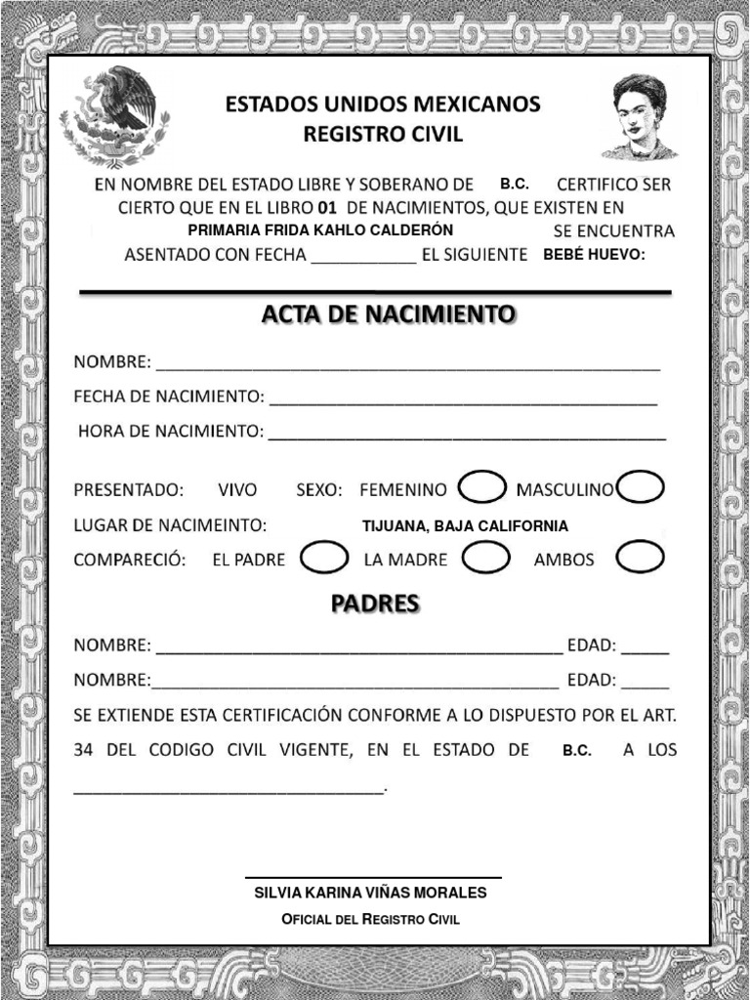 ESTADOS UNIDOS MEXICANOS
REGISTRO CIVIL
EN NOMBRE DEL ESTADO LIBRE Y SOBERANO DE B.C. CERTIFICO SER
CIERTO QUE EN EL LIBRO 01 DE NACIMIENTOS, QUE EXISTEN EN
PRIMARIA FRIDA KAHLO CALDERÓN SE ENCUENTRA
ASENTADO CON FECHA ___________ EL SIGUIENTE BEBÉ HUEVO:
ACTA DE NACIMIENTO
NOMBRE: ____________________________________________________
FECHA DE NACIMIENTO: ________________________________________
HORA DE NACIMIENTO: _________________________________________
PRESENTADO: VIVO SEXO: FEMENINO MASCULINO
LUGAR DE NACIMEINTO: TIJUANA, BAJA CALIFORNIA
COMPARECIÓ: EL PADRE LA MADRE AMBOS
PADRES
NOMBRE: __________________________________________ EDAD: _____
NOMBRE:__________________________________________ EDAD: _____
SE EXTIENDE ESTA CERTIFICACIÓN CONFORME A LO DISPUESTO POR EL ART.
34 DEL CODIGO CIVIL VIGENTE, EN EL ESTADO DE B.C. A LOS
________________________________.
SILVIA KARINA VIÑAS MORALES
OFICIAL DEL REGISTRO CIVIL